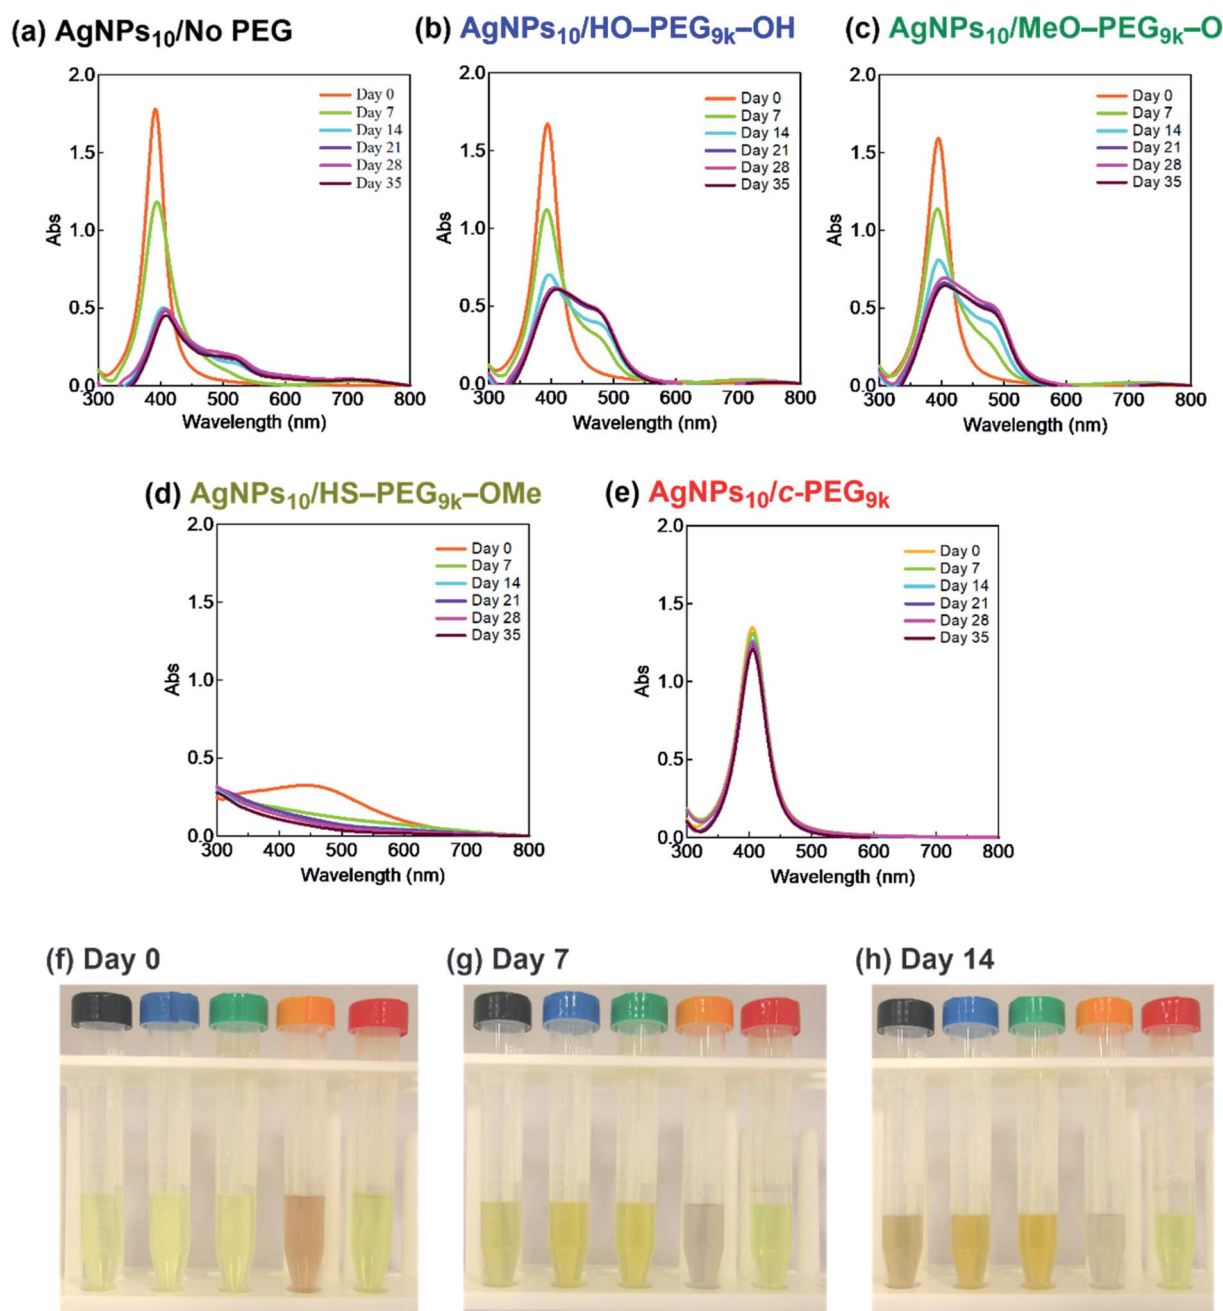 (a) AgNPs₁₀/No PEG
(b) AgNPs₁₀/HO–PEG₉ₖ–OH
(c) AgNPs₁₀/MeO–PEG₉ₖ–O
2.0
1.5
1.0
0.5
0.0
Abs
300 400 500 600 700 800
Wavelength (nm)
Day 0
Day 7
Day 14
Day 21
Day 28
Day 35
2.0
1.5
1.0
0.5
0.0
Abs
300 400 500 600 700 800
Wavelength (nm)
Day 0
Day 7
Day 14
Day 21
Day 28
Day 35
2.0
1.5
1.0
0.5
0.0
Abs
300 400 500 600 700 800
Wavelength (nm)
Day 0
Day 7
Day 14
Day 21
Day 28
Day 35
(d) AgNPs₁₀/HS–PEG₉ₖ–OMe
(e) AgNPs₁₀/c-PEG₉ₖ
2.0
1.5
1.0
0.5
0.0
Abs
300 400 500 600 700 800
Wavelength (nm)
Day 0
Day 7
Day 14
Day 21
Day 28
Day 35
2.0
1.5
1.0
0.5
0.0
Abs
300 400 500 600 700 800
Wavelength (nm)
Day 0
Day 7
Day 14
Day 21
Day 28
Day 35
(f) Day 0
(g) Day 7
(h) Day 14